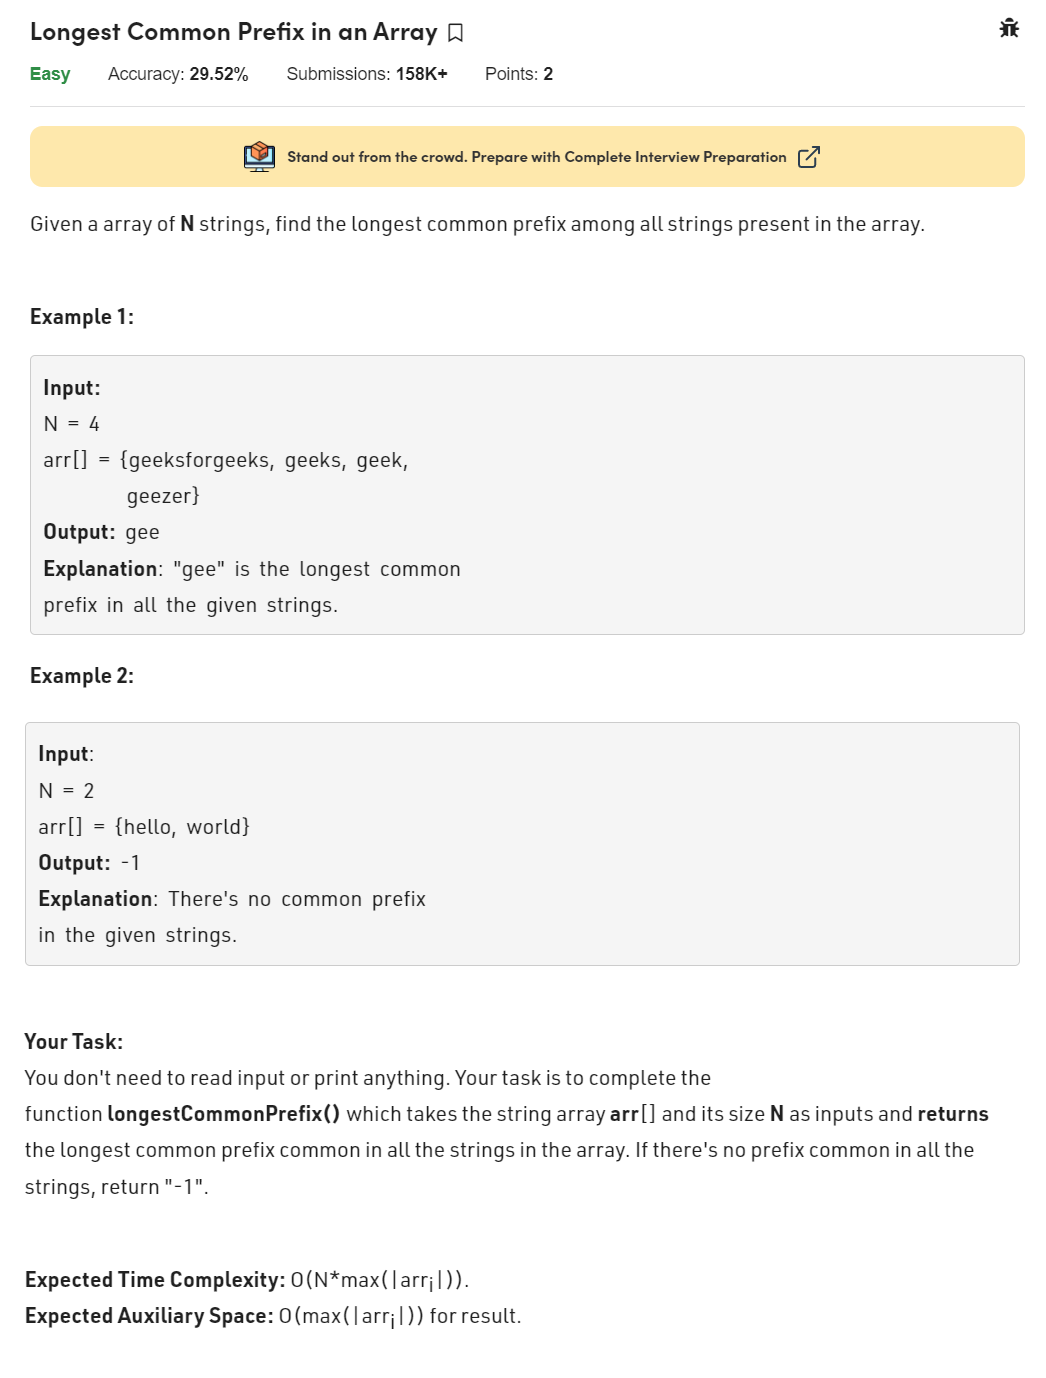 Longest Common Prefix in an Array
Easy Accuracy: 29.52% Submissions: 158K+ Points: 2
Stand out from the crowd. Prepare with Complete Interview Preparation
Given a array of N strings, find the longest common prefix among all strings present in the array.
Example 1:
Input:
N = 4
arr[] = {geeksforgeeks, geeks, geek,
geezer}
Output: gee
Explanation: "gee" is the longest common
prefix in all the given strings.
Example 2:
Input:
N = 2
arr[] = {hello, world}
Output: -1
Explanation: There's no common prefix
in the given strings.
Your Task:
You don't need to read input or print anything. Your task is to complete the
function longestCommonPrefix() which takes the string array arr[] and its size N as inputs and returns
the longest common prefix common in all the strings in the array. If there's no prefix common in all the
strings, return "-1".
Expected Time Complexity: O(N*max(|arrᵢ|)).
Expected Auxiliary Space: O(max(|arrᵢ|)) for result.